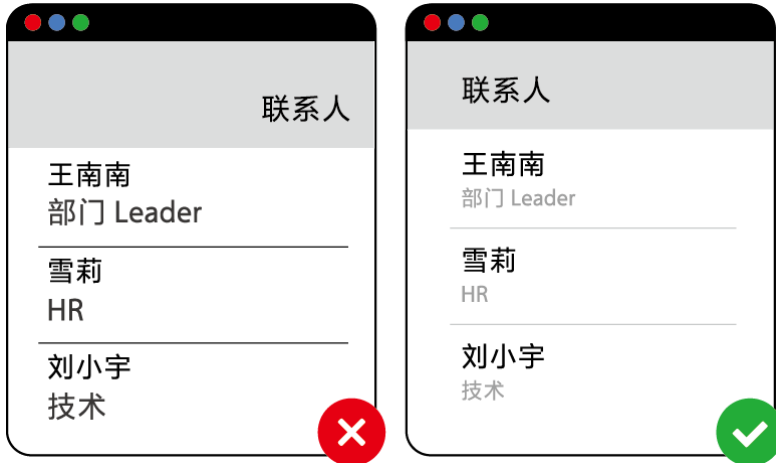 联系人
王南南
部门 Leader
雪莉
HR
刘小宇
技术
联系人
王南南
部门 Leader
雪莉
HR
刘小宇
技术